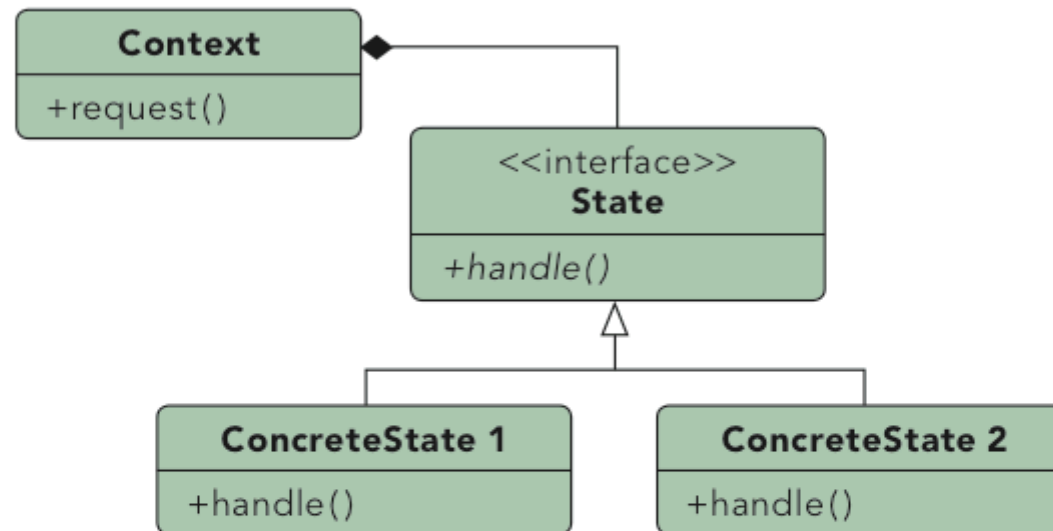 Context
+request()
<<interface>>
State
+handle()
ConcreteState 1
+handle()
ConcreteState 2
+handle()